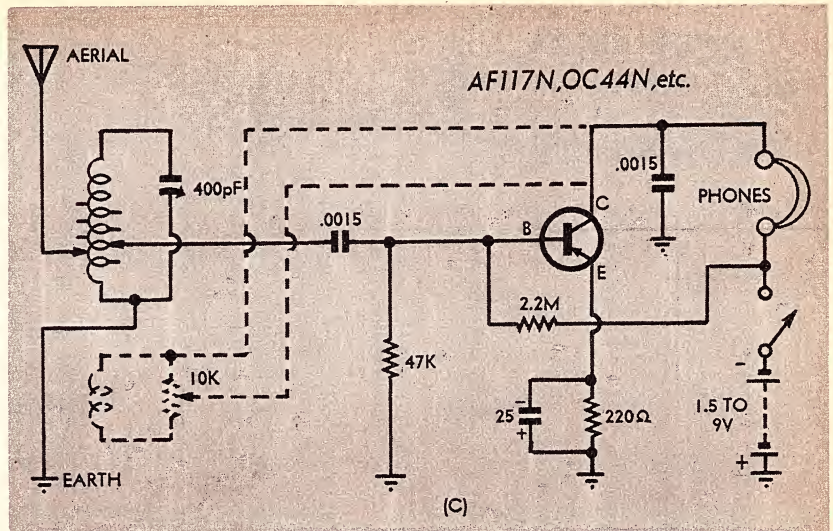 AERIAL
AF117N,OC44N,etc.
400pF
.0015
.0015
C
PHONES
B
E
2.2M
10K
47K
-
25
+
220Ω
-
1.5 TO
9V
+
EARTH
(C)